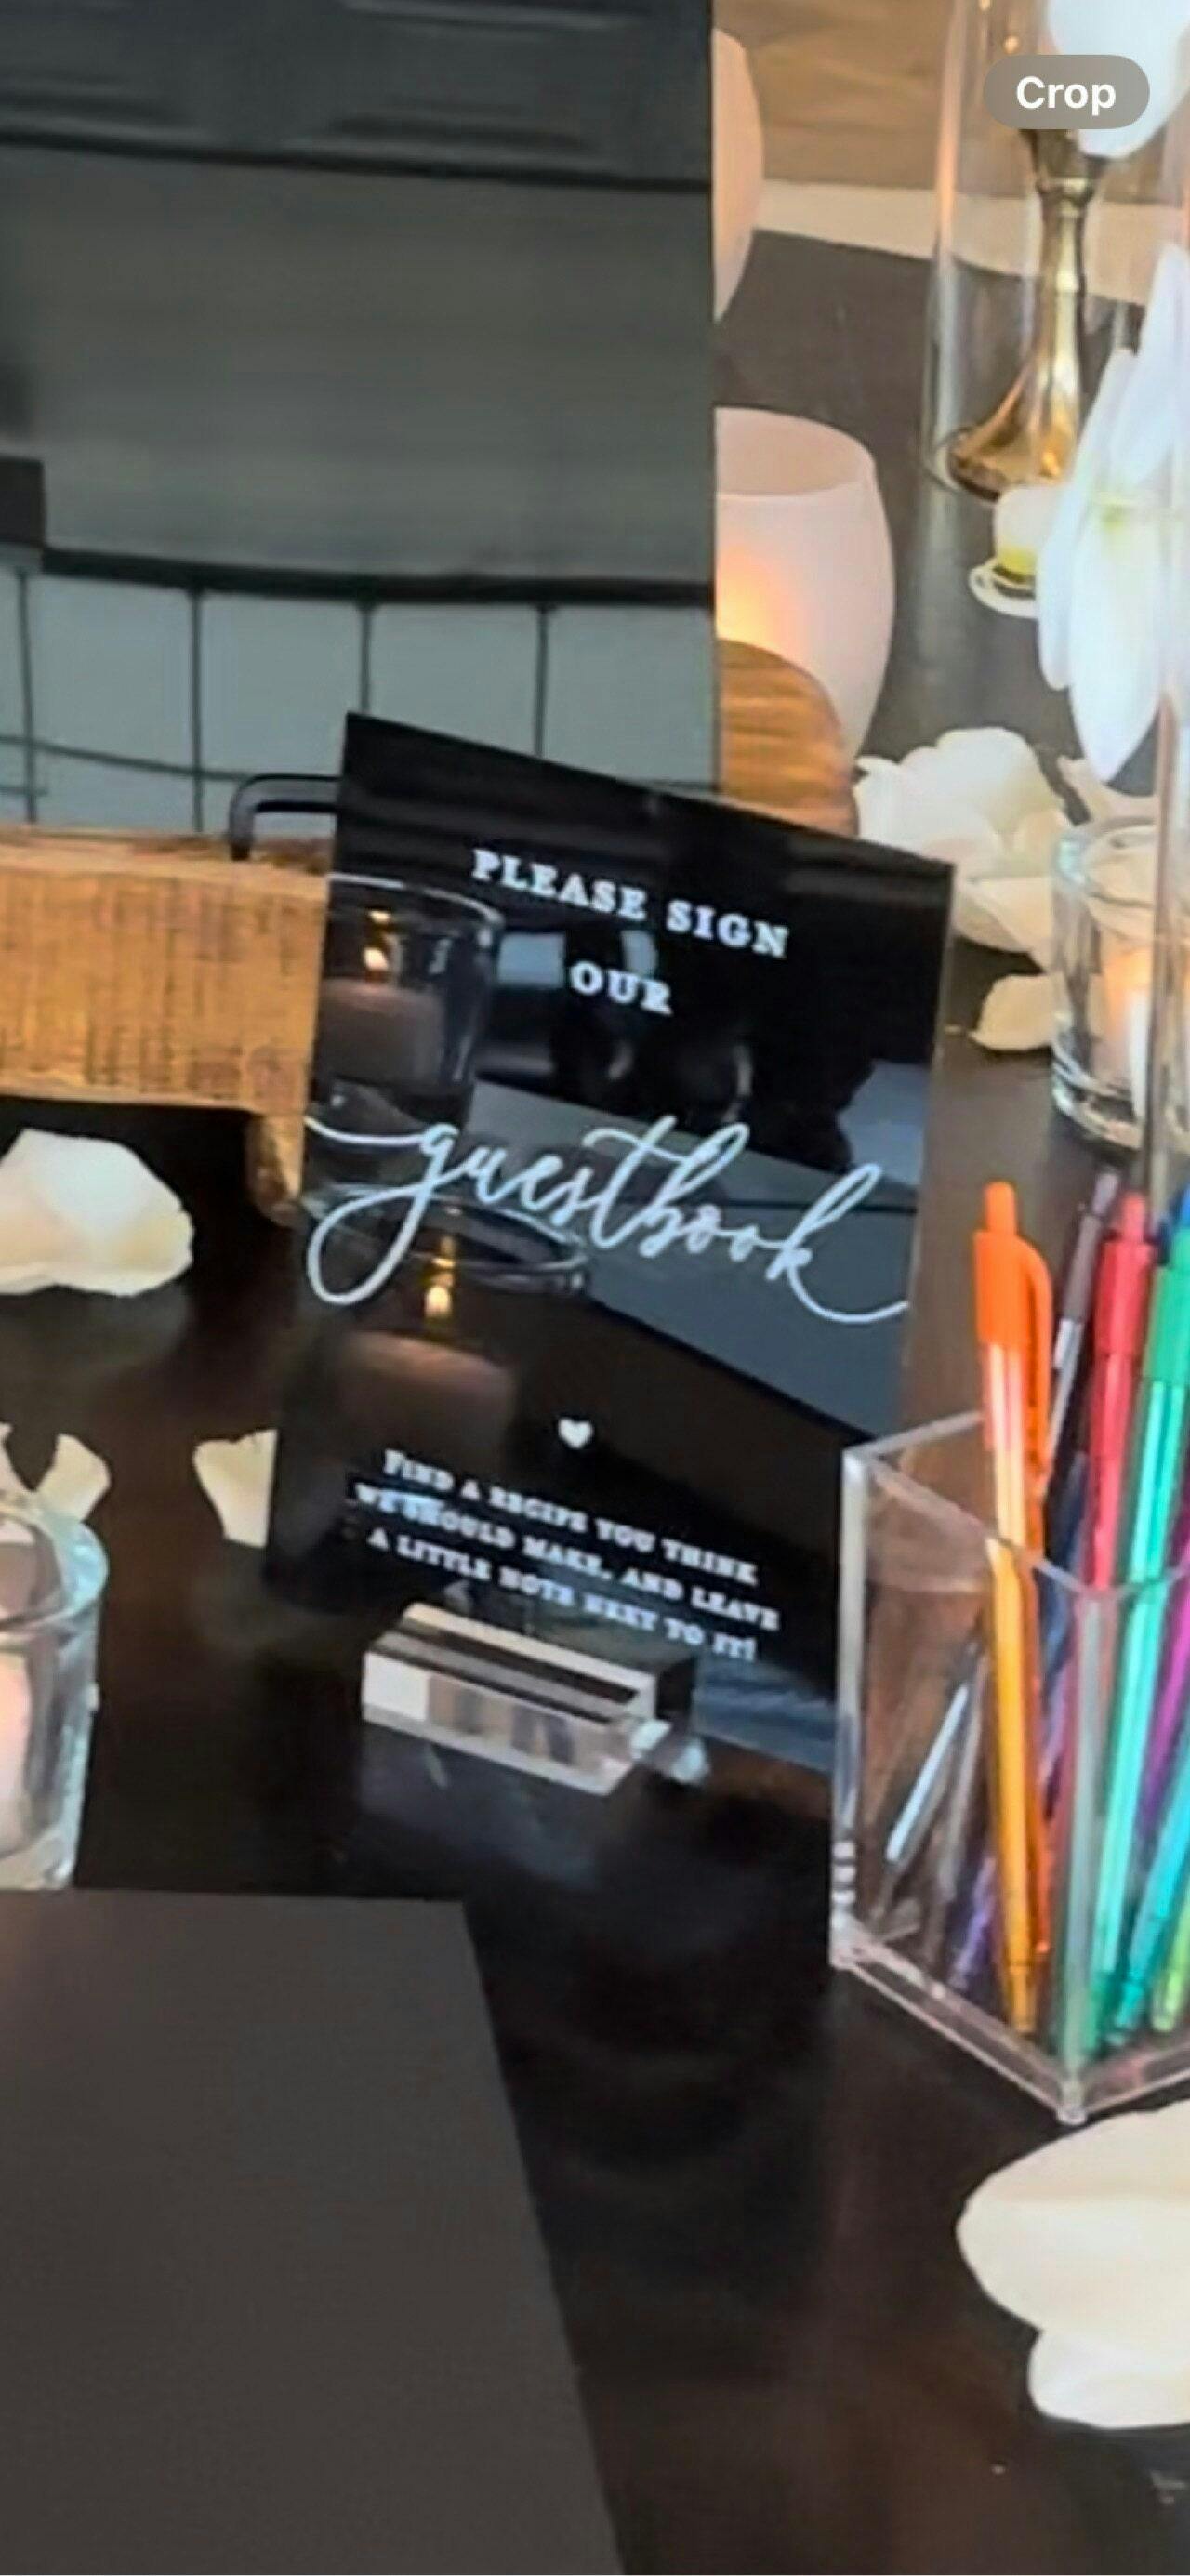 Crop
PLEASE SIGN
OUR
guestbook
FIND A RECIPE YOU THINK
WE SHOULD MAKE, AND LEAVE
A LITTLE NOTE NEXT TO IT!